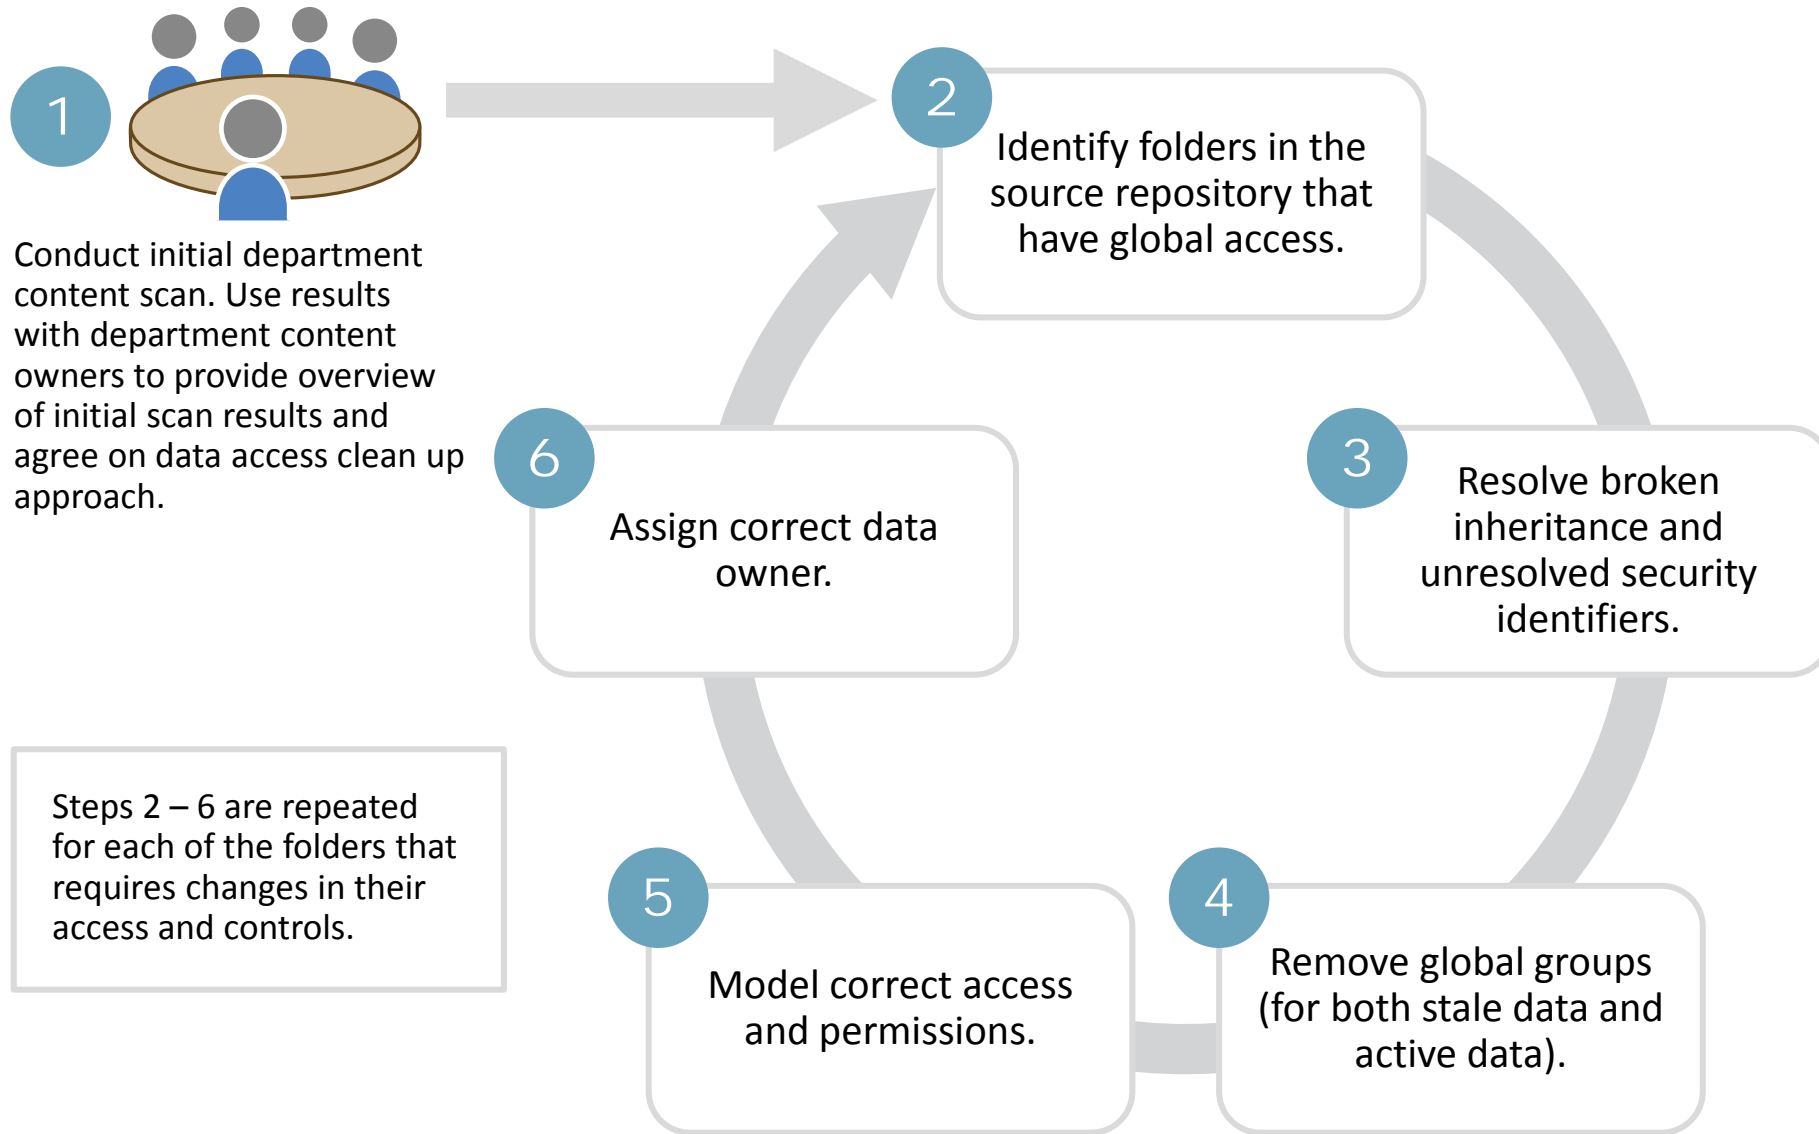 1
Conduct initial department
content scan. Use results
with department content
owners to provide overview
of initial scan results and
agree on data access clean up
approach.
2
Identify folders in the
source repository that
have global access.
3
Resolve broken
inheritance and
unresolved security
identifiers.
4
Remove global groups
(for both stale data and
active data).
5
Model correct access
and permissions.
6
Assign correct data
owner.
Steps 2 – 6 are repeated
for each of the folders that
requires changes in their
access and controls.